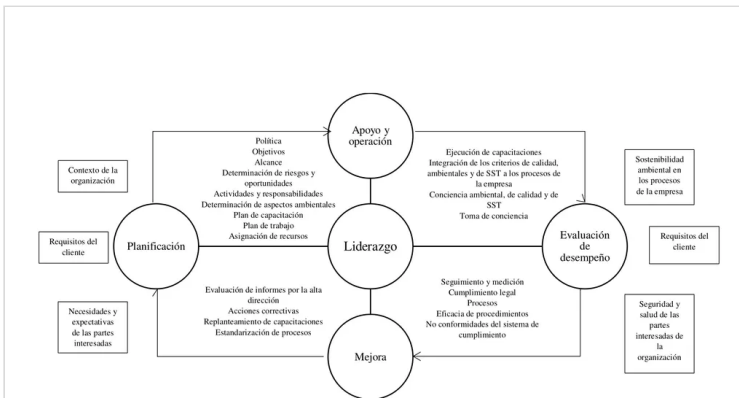 Apoyo y
operación
Política
Objetivos
Alcance
Determinación de riesgos y
oportunidades
Actividades y responsabilidades
Determinación de aspectos ambientales
Plan de capacitación
Plan de trabajo
Asignación de recursos
Ejecución de capacitaciones
Integración de los criterios de calidad,
ambientales y de SST a los procesos de
la empresa
Conciencia ambiental, de calidad y de
SST
Toma de conciencia
Contexto de la
organización
Requisitos del
cliente
Necesidades y
expectativas
de las partes
interesadas
Planificación
Liderazgo
Evaluación
de
desempeño
Sostenibilidad
ambiental en
los procesos
de la empresa
Requisitos del
cliente
Seguridad y
salud de las
partes
interesadas de
la
organización
Evaluación de informes por la alta
dirección
Acciones correctivas
Replanteamiento de capacitaciones
Estandarización de procesos
Seguimiento y medición
Cumplimiento legal
Procesos
Eficacia de procedimientos
No conformidades del sistema de
cumplimiento
Mejora